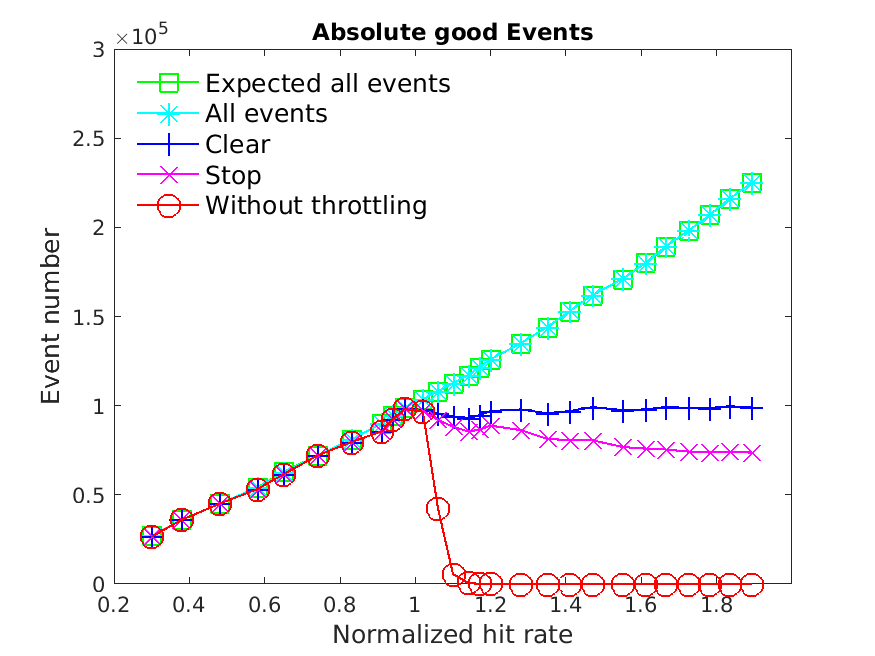 Absolute good Events
×10⁵
3
2.5
2
1.5
1
0.5
0
Event number
Expected all events
All events
Clear
Stop
Without throttling
0.2 0.4 0.6 0.8 1 1.2 1.4 1.6 1.8
Normalized hit rate